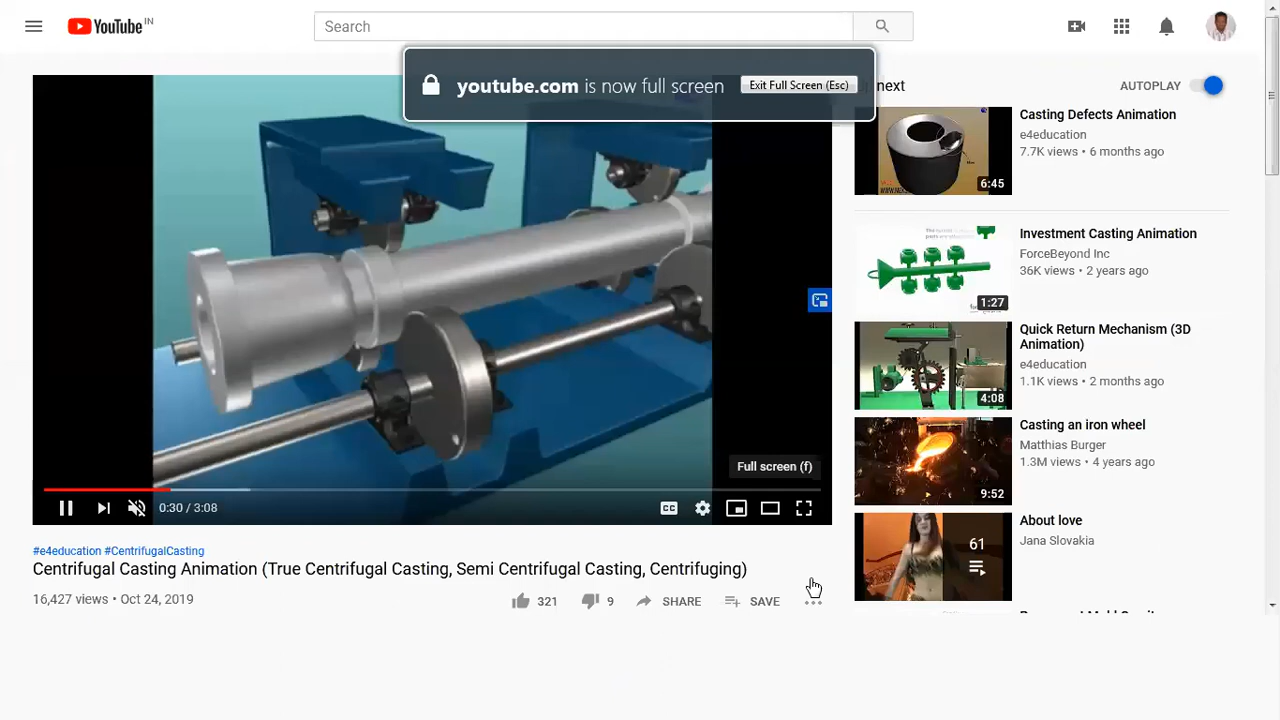 YouTube IN
Search
youtube.com is now full screen
Exit Full Screen (Esc)
next
AUTOPLAY
Casting Defects Animation
e4education
7.7K views • 6 months ago
6:45
Investment Casting Animation
ForceBeyond Inc
36K views • 2 years ago
1:27
Quick Return Mechanism (3D
Animation)
e4education
1.1K views • 2 months ago
4:08
Casting an iron wheel
Matthias Burger
1.3M views • 4 years ago
9:52
About love
Jana Slovakia
61
Full screen (f)
0:30 / 3:08
CC
#e4education #CentrifugalCasting
Centrifugal Casting Animation (True Centrifugal Casting, Semi Centrifugal Casting, Centrifuging)
16,427 views • Oct 24, 2019
321
9
SHARE
SAVE